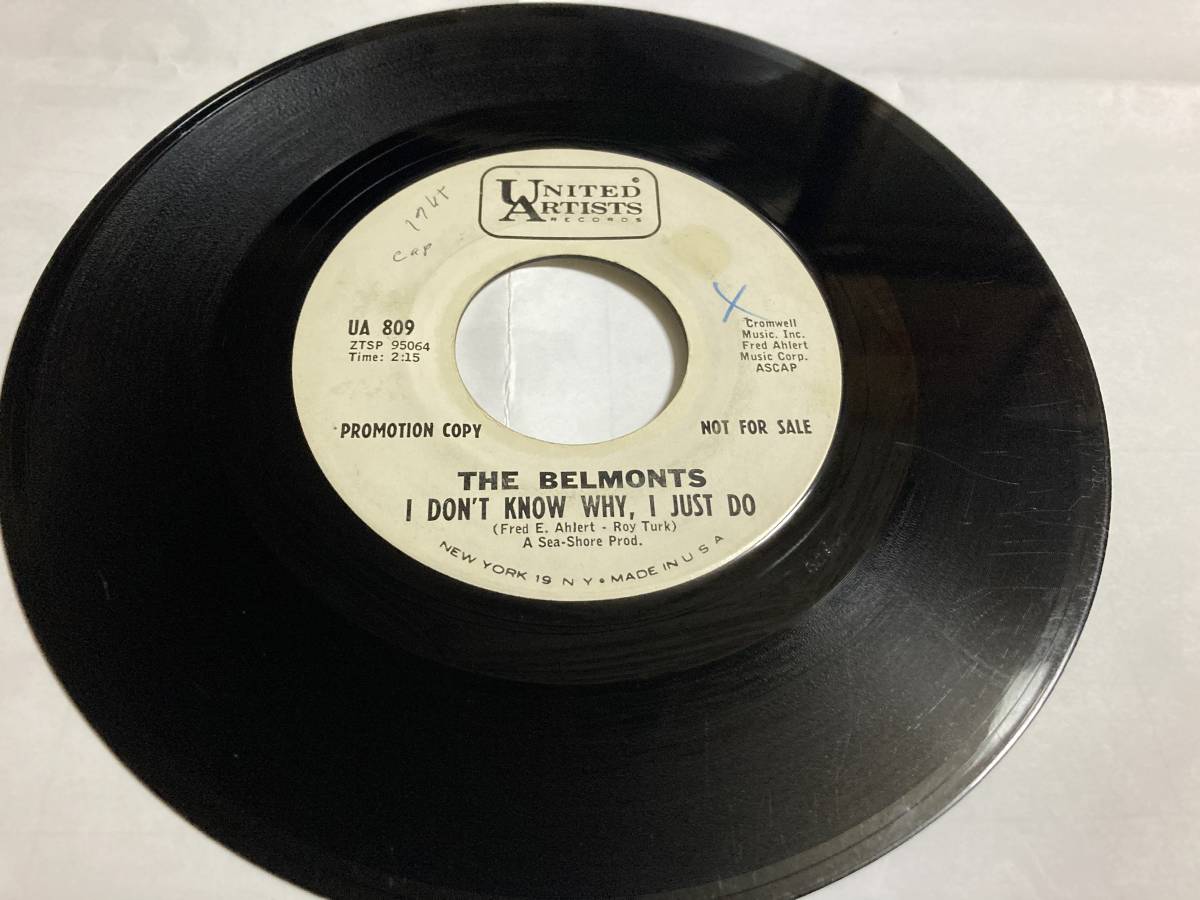 UNITED
ARTISTS
RECORDS
cap
UA 809
ZTSP 95064
Time: 2:15
X
Cromwell
Music. Inc.
Fred Ahlert
Music Corp.
ASCAP
PROMOTION COPY
NOT FOR SALE
THE BELMONTS
I DON'T KNOW WHY, I JUST DO
(Fred E. Ahlert - Roy Turk)
A Sea-Shore Prod.
NEW YORK 19 N Y • MADE IN U S A